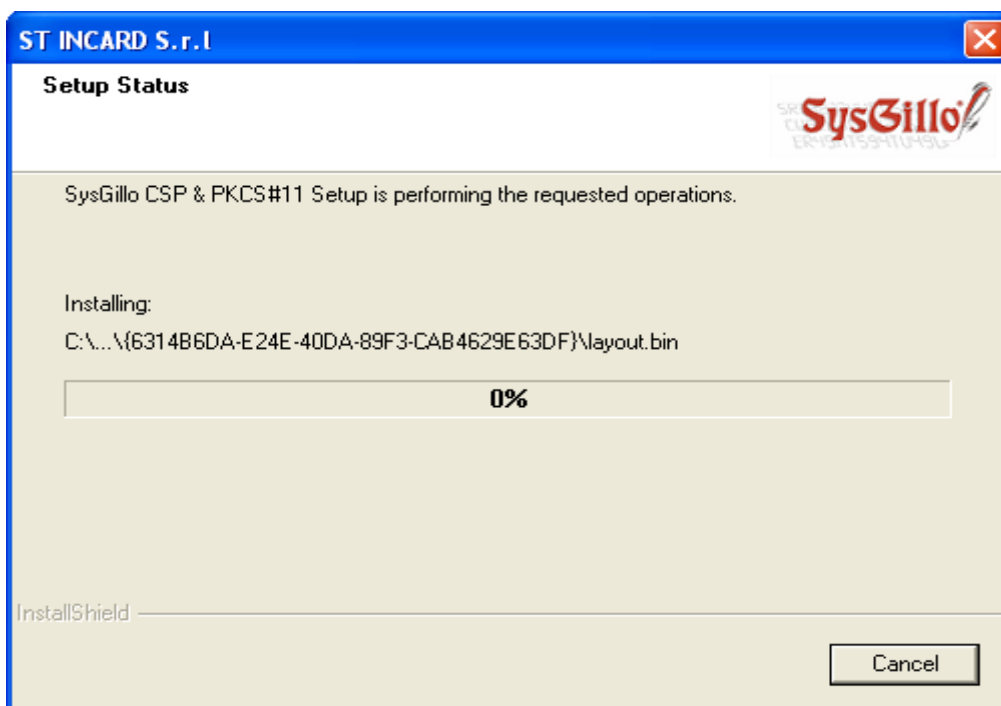 ST INCARD S.r.l
Setup Status
SysGillo
SysGillo CSP & PKCS#11 Setup is performing the requested operations.
Installing:
C:\...\{6314B6DA-E24E-40DA-89F3-CAB4629E63DF}\layout.bin
0%
InstallShield
Cancel